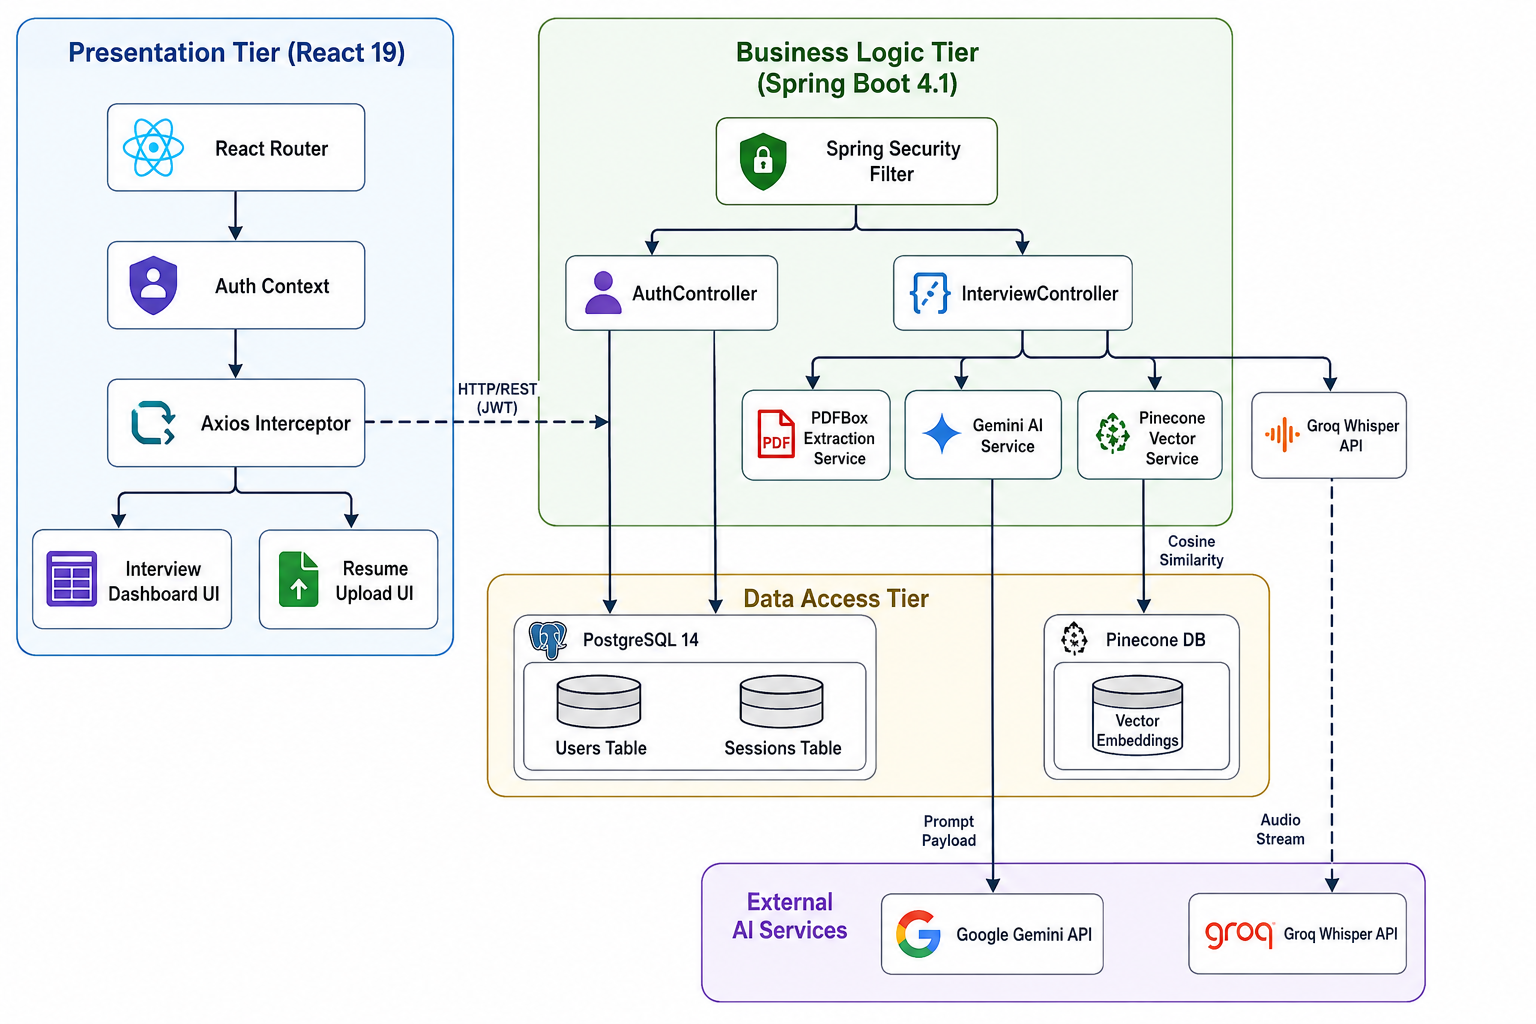 Presentation Tier (React 19)
React Router
Auth Context
Axios Interceptor
Interview
Dashboard UI
Resume
Upload UI
HTTP/REST
(JWT)
Business Logic Tier
(Spring Boot 4.1)
Spring Security
Filter
AuthController
InterviewController
PDF
PDFBox
Extraction
Service
Gemini AI
Service
Pinecone
Vector
Service
Groq Whisper
API
Cosine
Similarity
Data Access Tier
PostgreSQL 14
Users Table
Sessions Table
Pinecone DB
Vector
Embeddings
Prompt
Payload
Audio
Stream
External
AI Services
Google Gemini API
groq
Groq Whisper API